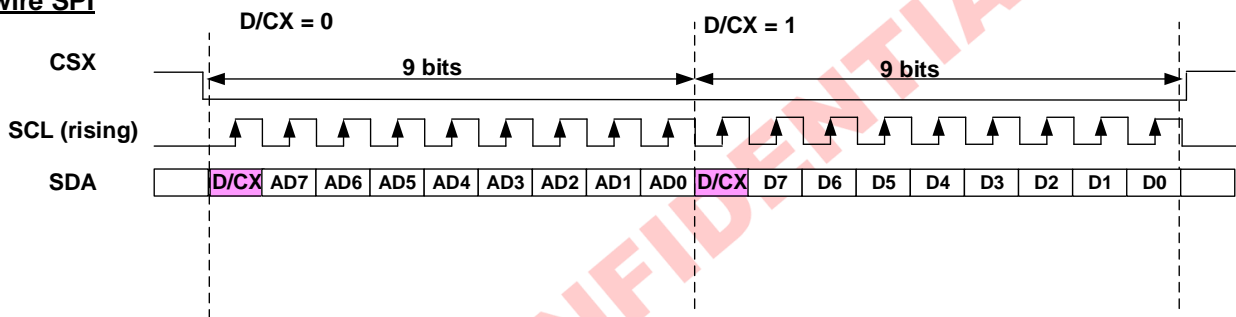 wire SPI
D/CX = 0
D/CX = 1
CSX
9 bits
9 bits
SCL (rising)
SDA
D/CX AD7 AD6 AD5 AD4 AD3 AD2 AD1 AD0 D/CX D7 D6 D5 D4 D3 D2 D1 D0
NFIDENTIA